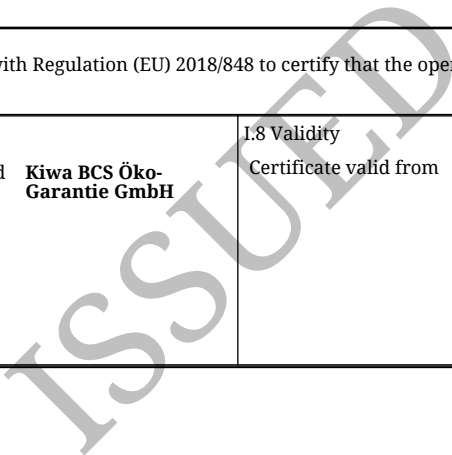 with Regulation (EU) 2018/848 to certify that the oper
I.8 Validity
Certificate valid from
Kiwa BCS Öko-
Garantie GmbH
ISSUED